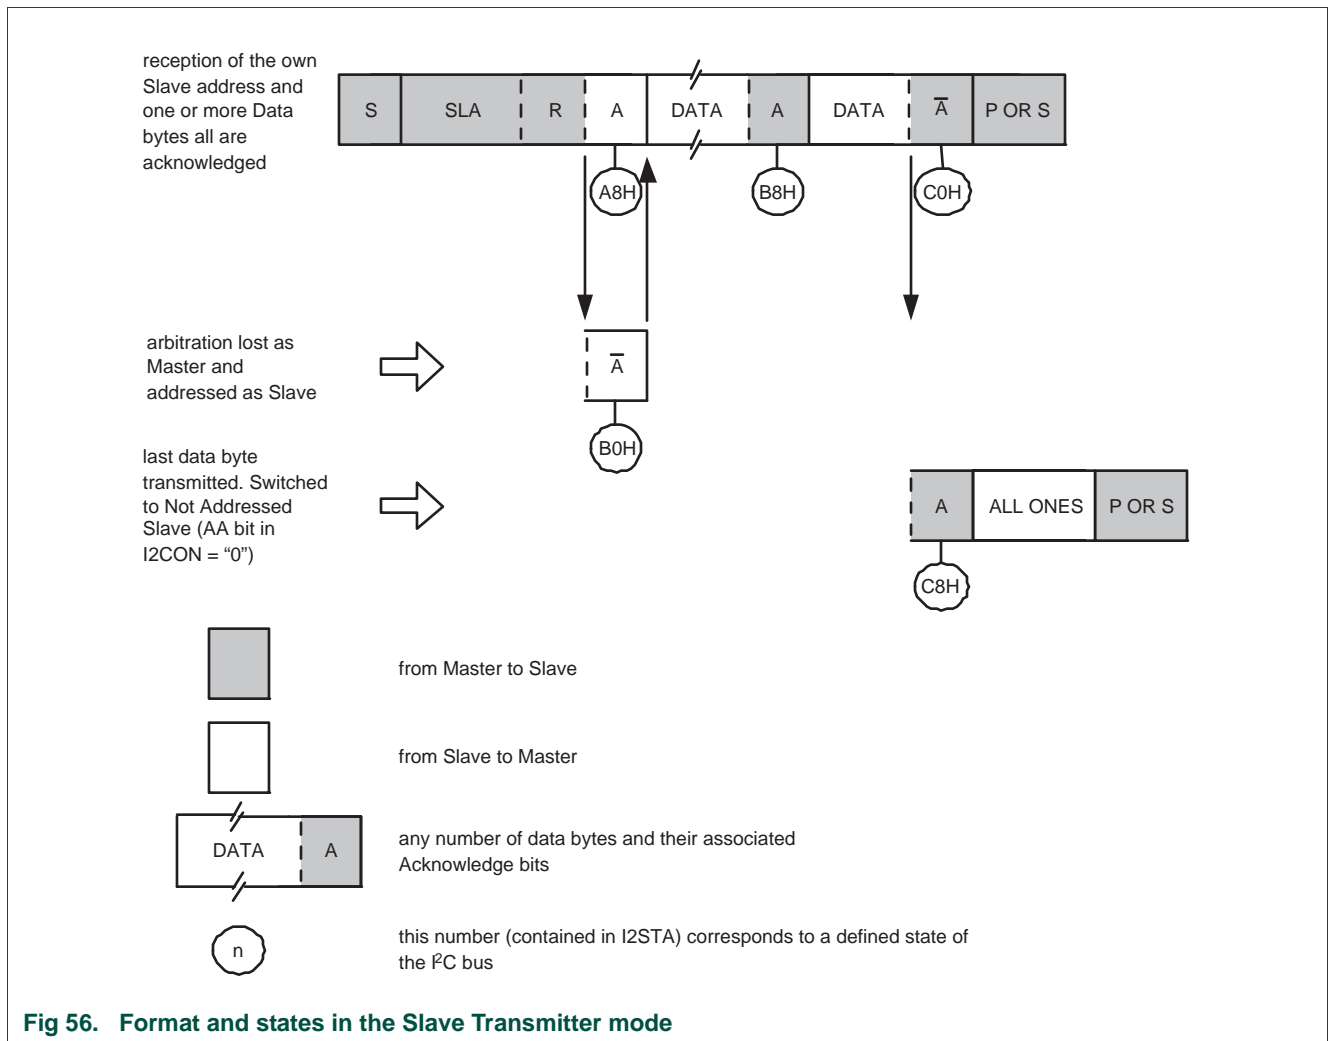 reception of the own
Slave address and
one or more Data
bytes all are
acknowledged
S SLA R A DATA A DATA A̅ P OR S
A8H B8H C0H
arbitration lost as
Master and
addressed as Slave
A̅
B0H
last data byte
transmitted. Switched
to Not Addressed
Slave (AA bit in
I2CON = “0”)
A ALL ONES P OR S
C8H
from Master to Slave
from Slave to Master
DATA A
any number of data bytes and their associated
Acknowledge bits
n
this number (contained in I2STA) corresponds to a defined state of
the I²C bus
Fig 56. Format and states in the Slave Transmitter mode